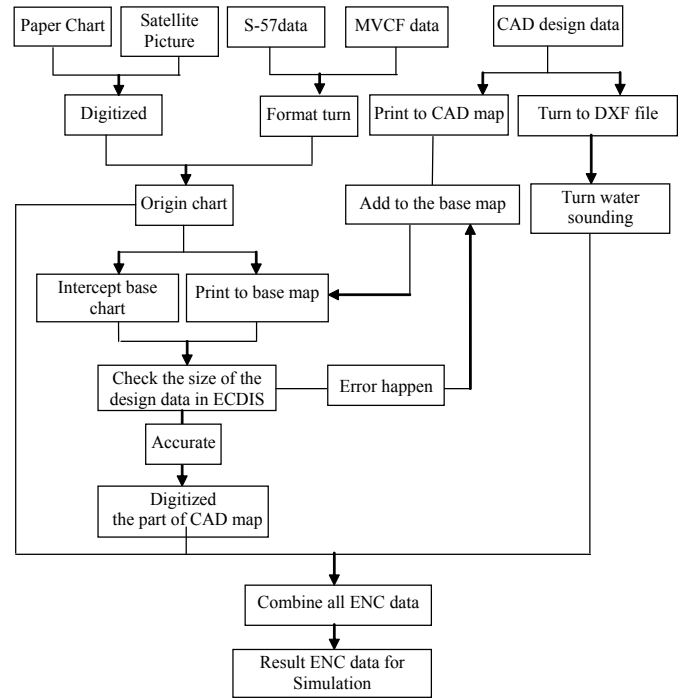 Paper Chart
Satellite
Picture
S-57data
MVCF data
CAD design data
Digitized
Format turn
Print to CAD map
Turn to DXF file
Origin chart
Add to the base map
Turn water
sounding
Intercept base
chart
Print to base map
Check the size of the
design data in ECDIS
Error happen
Accurate
Digitized
the part of CAD map
Combine all ENC data
Result ENC data for
Simulation